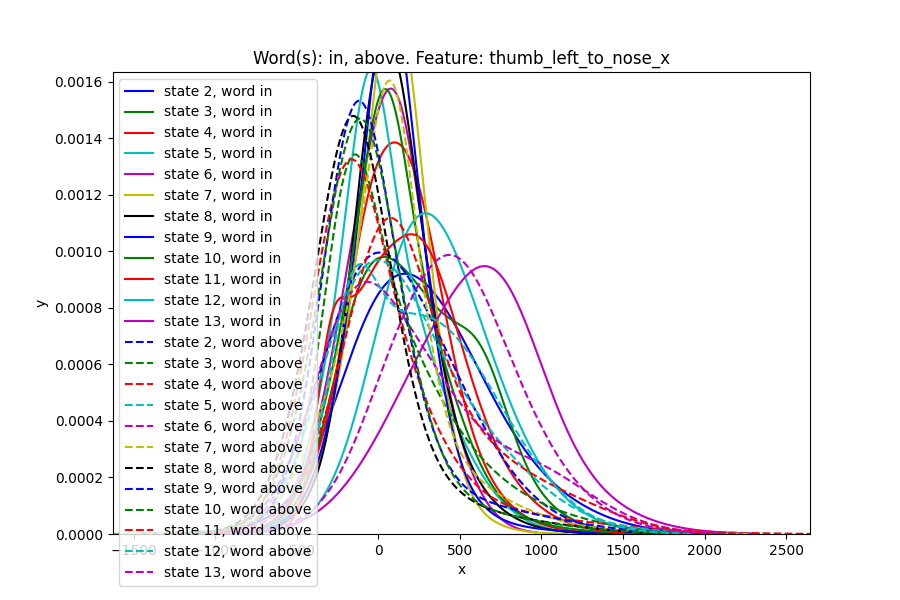 Word(s): in, above. Feature: thumb_left_to_nose_x
0.0016
0.0014
0.0012
0.0010
0.0008
0.0006
0.0004
0.0002
0.0000
y
state 2, word in
state 3, word in
state 4, word in
state 5, word in
state 6, word in
state 7, word in
state 8, word in
state 9, word in
state 10, word in
state 11, word in
state 12, word in
state 13, word in
state 2, word above
state 3, word above
state 4, word above
state 5, word above
state 6, word above
state 7, word above
state 8, word above
state 9, word above
state 10, word above
state 11, word above
state 12, word above
state 13, word above
−1500 0 500 1000 1500 2000 2500
x